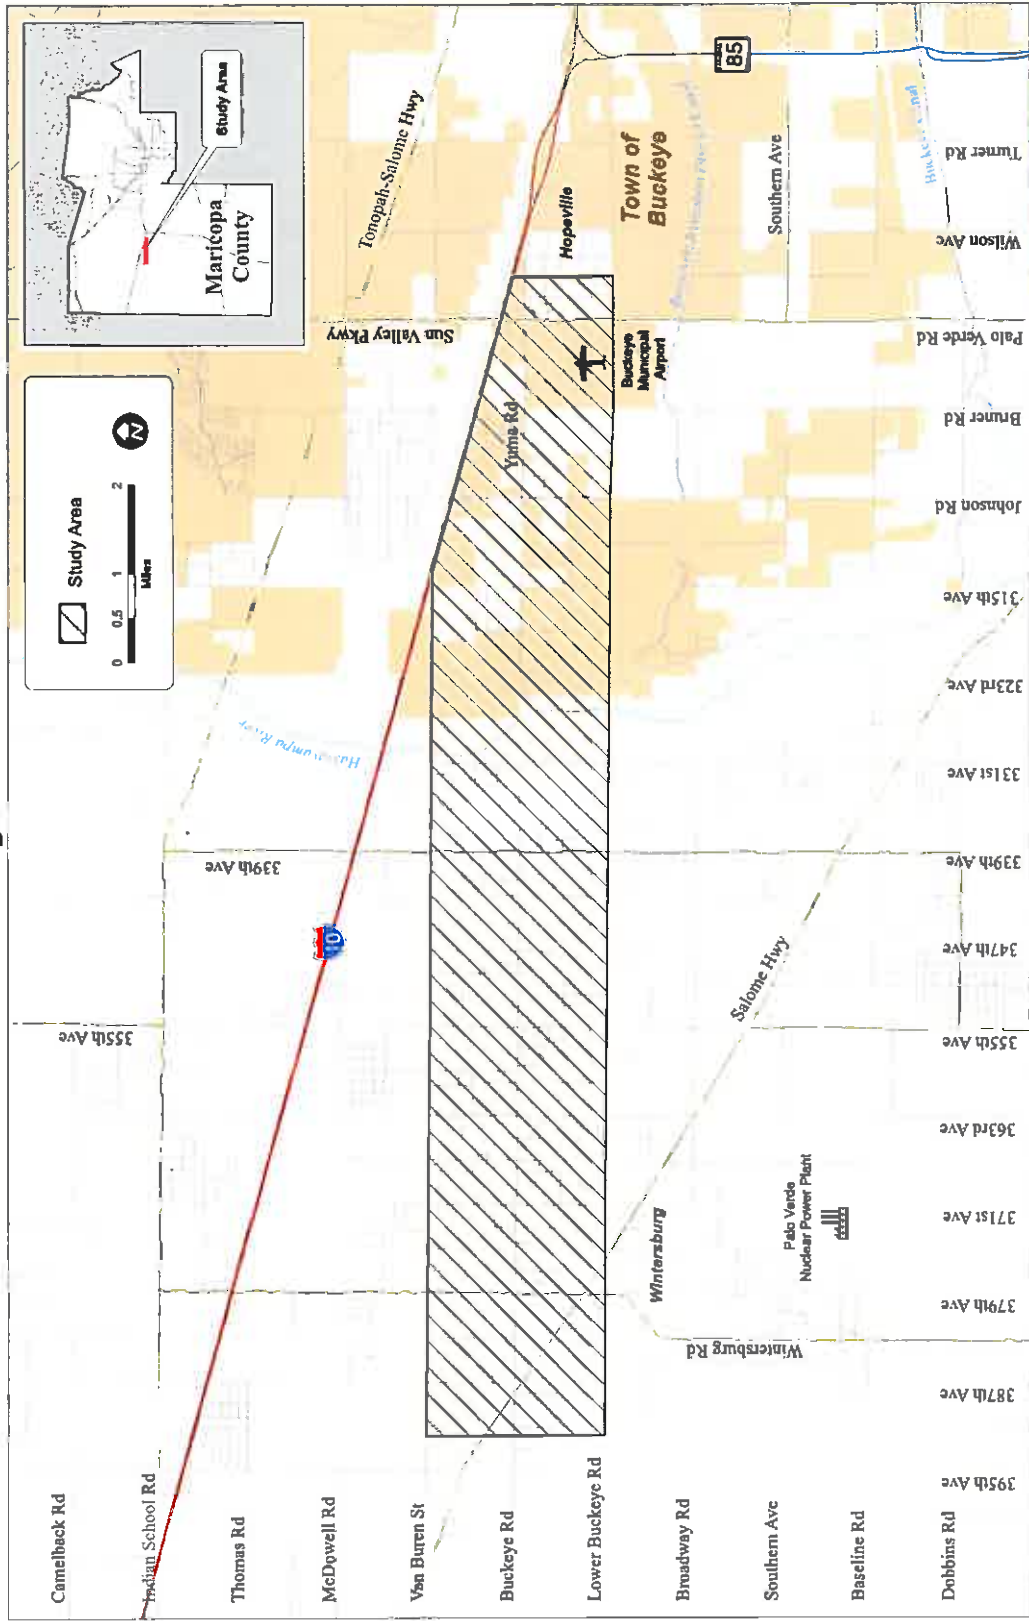 Camelback Rd
Indian School Rd
Thomas Rd
McDowell Rd
Van Buren St
Buckeye Rd
Lower Buckeye Rd
Broadway Rd
Southern Ave
Baseline Rd
Dobbins Rd
395th Ave
387th Ave
379th Ave
371st Ave
363rd Ave
355th Ave
347th Ave
339th Ave
331st Ave
323rd Ave
315th Ave
Johnson Rd
Bruner Rd
Palo Verde Rd
Wilson Ave
Turner Rd
355th Ave
339th Ave
10
Wintersburg Rd
Wintersburg
Palo Verde
Nuclear Power Plant
Salome Hwy
Yuma Rd
Sun Valley Pkwy
Tonopah-Salome Hwy
Buckeye
Municipal
Airport
Hopeville
Town of
Buckeye
Southern Ave
85
Study Area
0 0.5 1 2
Miles
N
Maricopa
County
Study Area